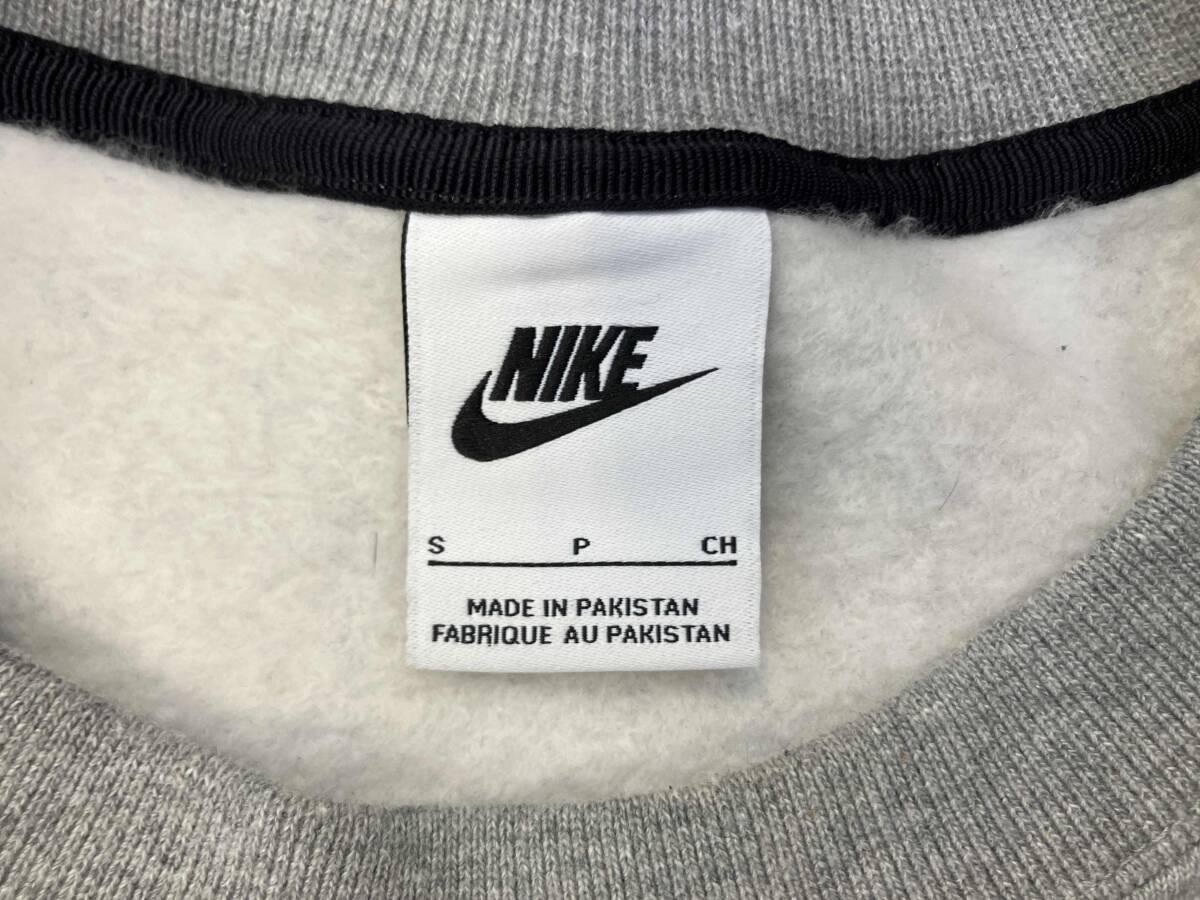 NIKE
S P CH
MADE IN PAKISTAN
FABRIQUE AU PAKISTAN